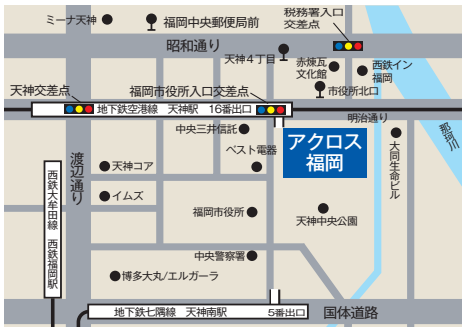 ミーナ天神
福岡中央郵便局前
税務署入口
交差点
昭和通り
天神4丁目
赤煉瓦
文化館
西鉄イン
福岡
市役所北口
天神交差点
福岡市役所入口交差点
地下鉄空港線 天神駅 16番出口
明治通り
那珂川
中央三井信託
ベスト電器
アクロス
福岡
大同生命ビル
渡辺通り
天神コア
イムズ
西鉄大牟田線 西鉄福岡駅
福岡市役所
天神中央公園
中央警察署
博多大丸/エルガーラ
地下鉄七隈線 天神南駅 5番出口
国体道路